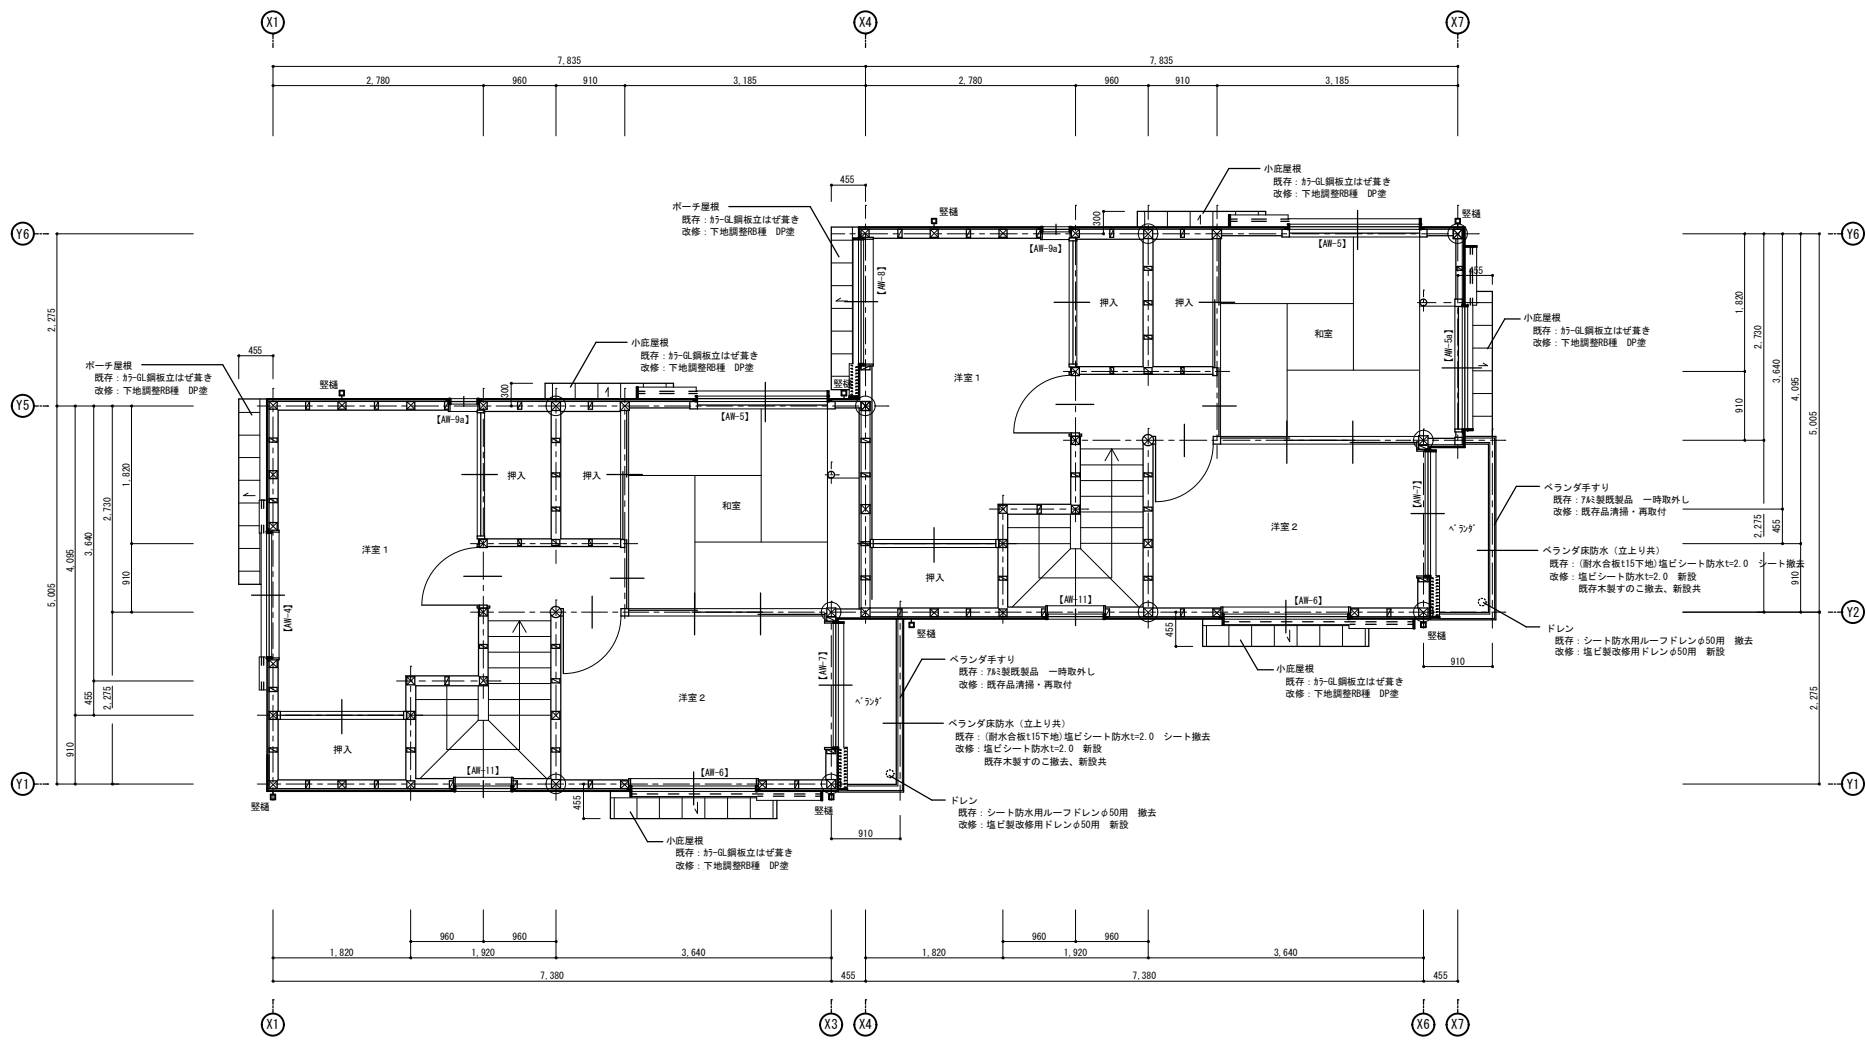 X1
X4
X7
7,835
7,835
2,780
960
910
3,185
2,780
960
910
3,185
小庇屋根
既存：ｶﾗｰGL鋼板立はぜ葺き
改修：下地調整RB種　DP塗
455
ポーチ屋根
既存：ｶﾗｰGL鋼板立はぜ葺き
改修：下地調整RB種　DP塗
竪樋
300
竪樋
Y6
Y6
【AW-9a】
【AW-5】
【AW-8】
455
押入
押入
和室
2,275
1,820
2,730
3,640
4,095
5,005
小庇屋根
既存：ｶﾗｰGL鋼板立はぜ葺き
改修：下地調整RB種　DP塗
【AW-5a】
小庇屋根
既存：ｶﾗｰGL鋼板立はぜ葺き
改修：下地調整RB種　DP塗
455
ポーチ屋根
既存：ｶﾗｰGL鋼板立はぜ葺き
改修：下地調整RB種　DP塗
竪樋
300
竪樋
洋室１
910
Y5
【AW-9a】
【AW-5】
押入
押入
和室
1,820
2,730
3,640
4,095
5,005
910
洋室１
【AW-7】
洋室２
ﾍﾞﾗﾝﾀﾞ
ベランダ手すり
既存：ｱﾙﾐ製既製品　一時取外し
改修：既存品清掃・再取付
2,275
455
910
ベランダ床防水（立上り共）
既存：(耐水合板t15下地)塩ビシート防水t=2.0　シート撤去
改修：塩ビシート防水t=2.0　新設
既存木製すのこ撤去、新設共
押入
【AW-11】
【AW-6】
Y2
【AW-4】
竪樋
455
竪樋
910
ドレン
既存：シート防水用ルーフドレンφ50用　撤去
改修：塩ビ製改修用ドレンφ50用　新設
小庇屋根
既存：ｶﾗｰGL鋼板立はぜ葺き
改修：下地調整RB種　DP塗
【AW-7】
洋室２
ﾍﾞﾗﾝﾀﾞ
ベランダ手すり
既存：ｱﾙﾐ製既製品　一時取外し
改修：既存品清掃・再取付
455
2,275
910
2,275
ベランダ床防水（立上り共）
既存：(耐水合板t15下地)塩ビシート防水t=2.0　シート撤去
改修：塩ビシート防水t=2.0　新設
既存木製すのこ撤去、新設共
押入
【AW-11】
【AW-6】
Y1
Y1
竪樋
455
竪樋
910
ドレン
既存：シート防水用ルーフドレンφ50用　撤去
改修：塩ビ製改修用ドレンφ50用　新設
小庇屋根
既存：ｶﾗｰGL鋼板立はぜ葺き
改修：下地調整RB種　DP塗
960
960
960
960
1,820
1,920
3,640
1,820
1,920
3,640
7,380
455
7,380
455
X1
X3
X4
X6
X7